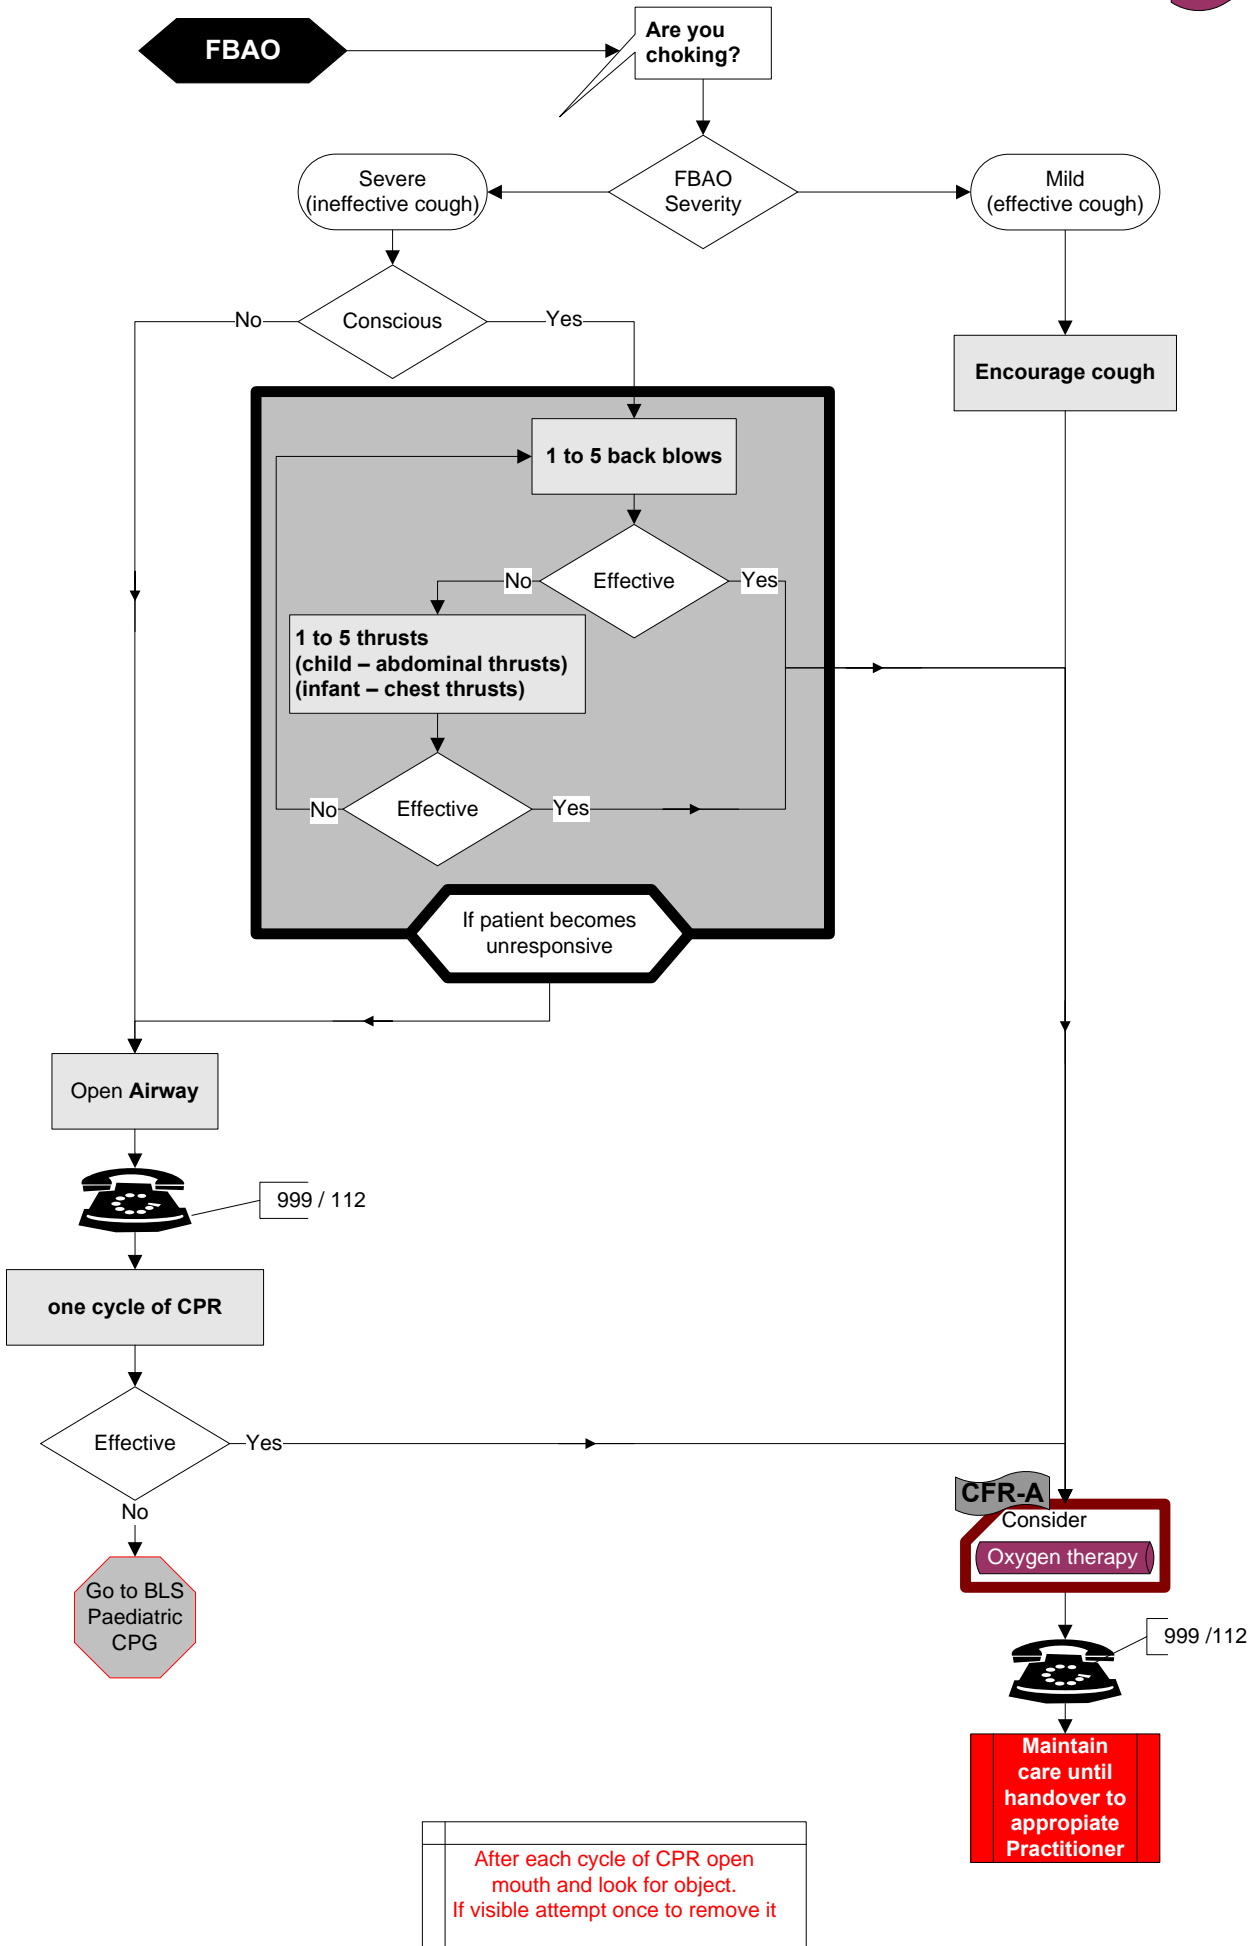 FBAO
Are you
choking?
Severe
(ineffective cough)
FBAO
Severity
Mild
(effective cough)
No
Conscious
Yes
Encourage cough
1 to 5 back blows
No
Effective
Yes
1 to 5 thrusts
(child – abdominal thrusts)
(infant – chest thrusts)
No
Effective
Yes
If patient becomes
unresponsive
Open Airway
999 / 112
one cycle of CPR
Effective
Yes
No
Go to BLS
Paediatric
CPG
CFR-A
Consider
Oxygen therapy
999 /112
Maintain
care until
handover to
appropiate
Practitioner
After each cycle of CPR open
mouth and look for object.
If visible attempt once to remove it